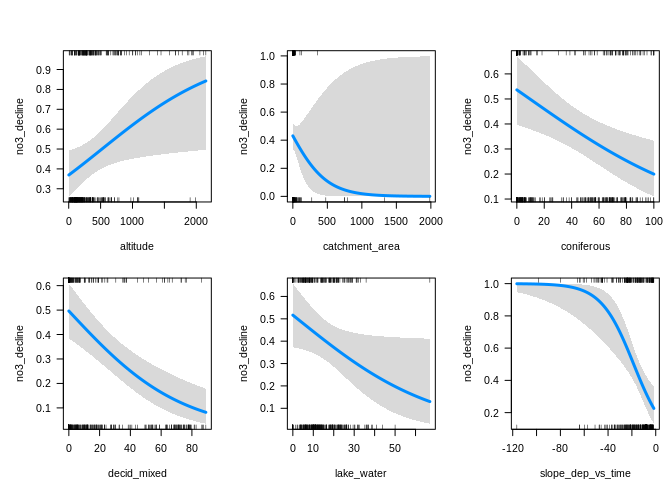 no3_decline
0.9
0.8
0.7
0.6
0.5
0.4
0.3
0 500 1000 2000
altitude
no3_decline
1.0
0.8
0.6
0.4
0.2
0.0
0 500 1000 1500 2000
catchment_area
no3_decline
0.6
0.5
0.4
0.3
0.2
0.1
0 20 40 60 80 100
coniferous
no3_decline
0.6
0.5
0.4
0.3
0.2
0.1
0 20 40 60 80
decid_mixed
no3_decline
0.6
0.5
0.4
0.3
0.2
0.1
0 10 30 50
lake_water
no3_decline
1.0
0.8
0.6
0.4
0.2
-120 -80 -40 0
slope_dep_vs_time